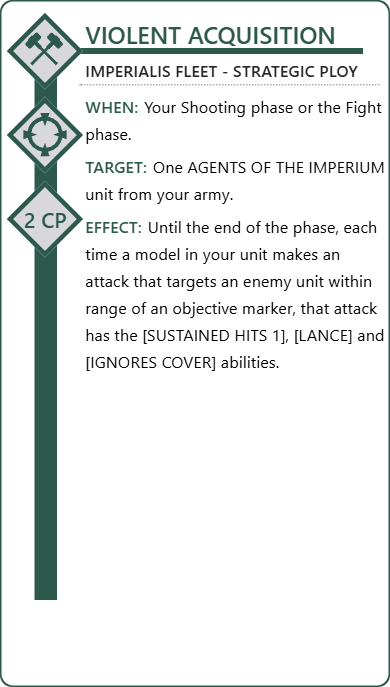 VIOLENT ACQUISITION
IMPERIALIS FLEET - STRATEGIC PLOY
WHEN: Your Shooting phase or the Fight
phase.
TARGET: One AGENTS OF THE IMPERIUM
unit from your army.
2 CP
EFFECT: Until the end of the phase, each
time a model in your unit makes an
attack that targets an enemy unit within
range of an objective marker, that attack
has the [SUSTAINED HITS 1], [LANCE] and
[IGNORES COVER] abilities.